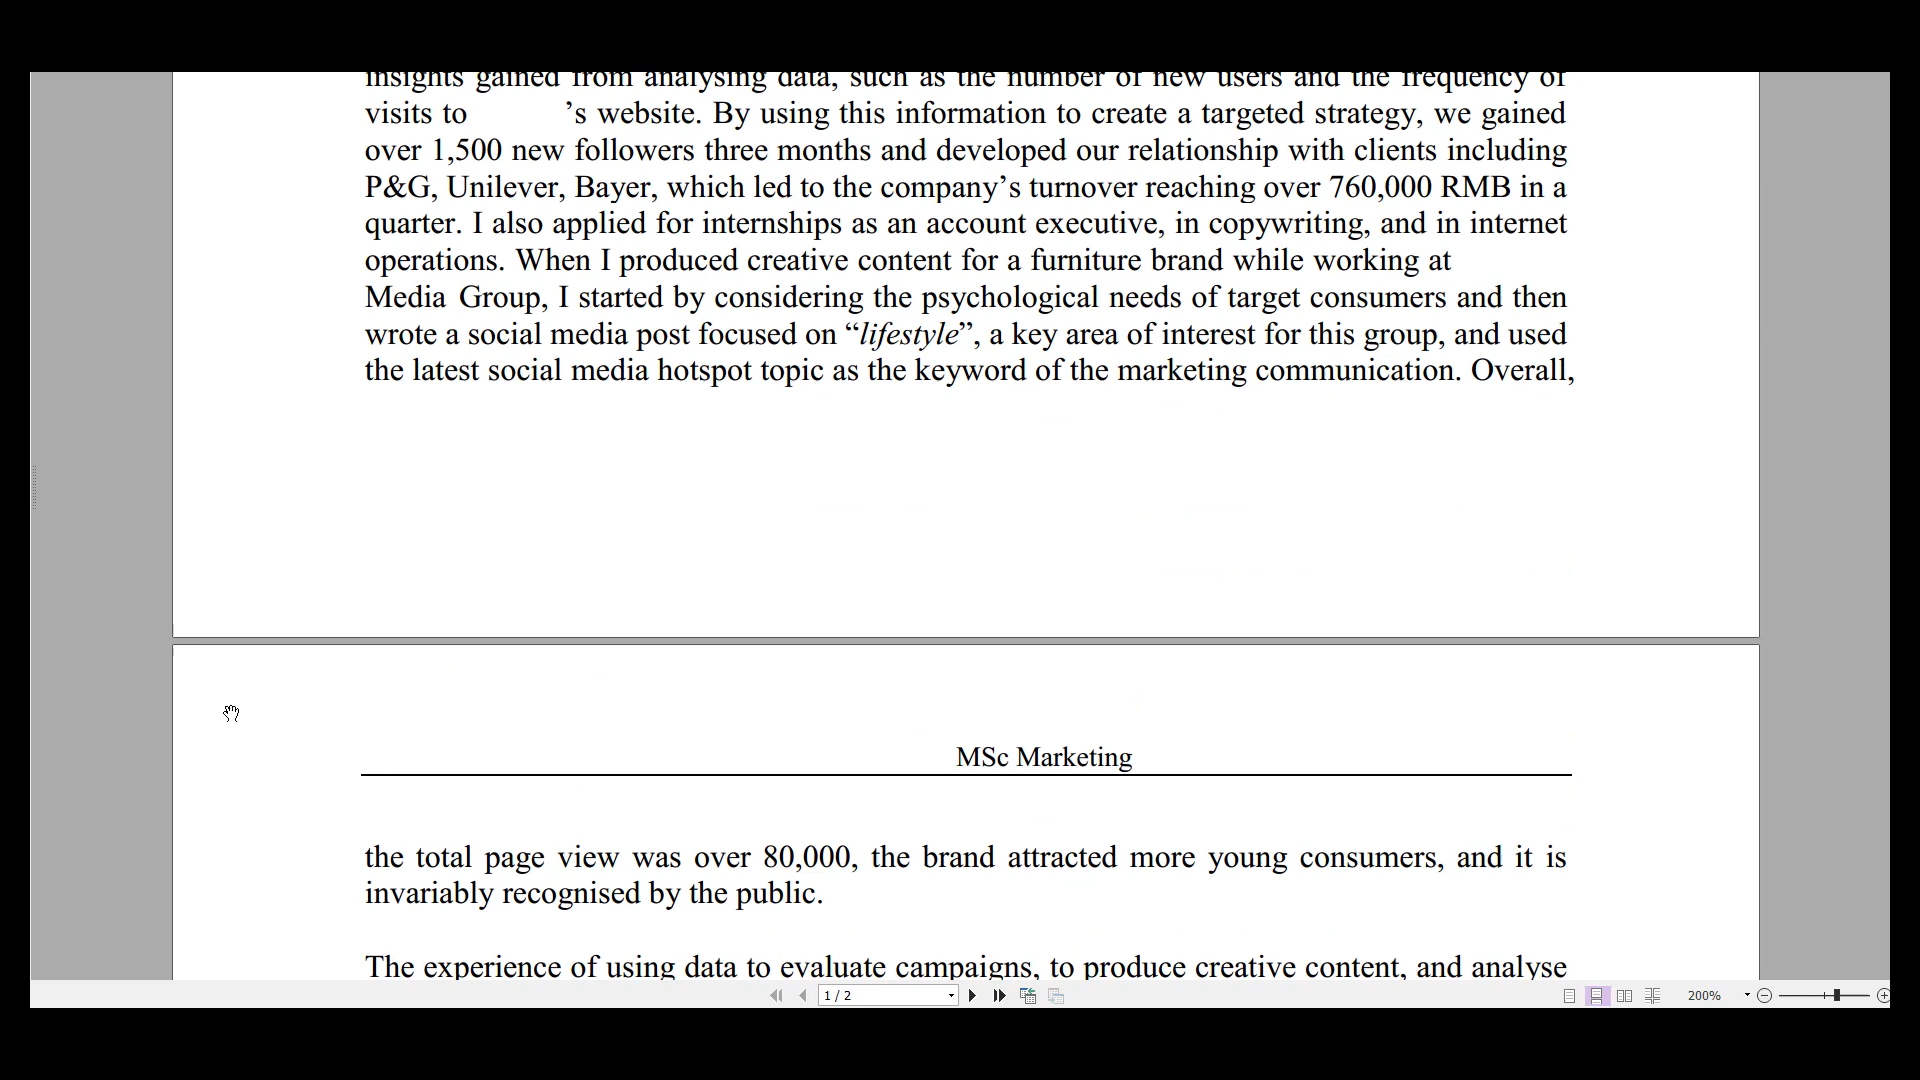 insights gained from analysing data, such as the number of new users and the frequency of
visits to ’s website. By using this information to create a targeted strategy, we gained
over 1,500 new followers three months and developed our relationship with clients including
P&G, Unilever, Bayer, which led to the company’s turnover reaching over 760,000 RMB in a
quarter. I also applied for internships as an account executive, in copywriting, and in internet
operations. When I produced creative content for a furniture brand while working at
Media Group, I started by considering the psychological needs of target consumers and then
wrote a social media post focused on “lifestyle”, a key area of interest for this group, and used
the latest social media hotspot topic as the keyword of the marketing communication. Overall,
MSc Marketing
the total page view was over 80,000, the brand attracted more young consumers, and it is
invariably recognised by the public.
The experience of using data to evaluate campaigns, to produce creative content, and analyse
1 / 2
200%